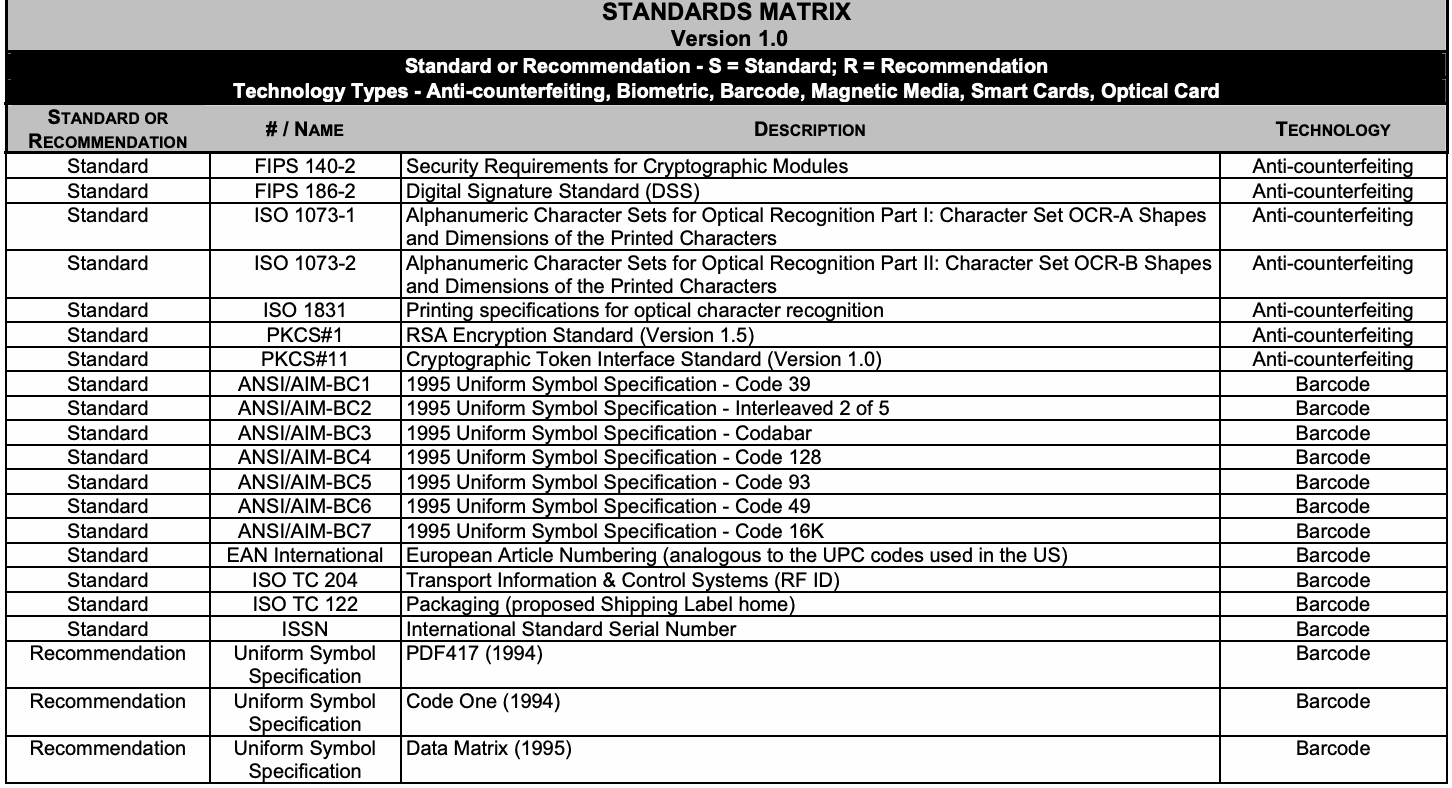 STANDARDS MATRIX
Version 1.0
Standard or Recommendation - S = Standard; R = Recommendation
Technology Types - Anti-counterfeiting, Biometric, Barcode, Magnetic Media, Smart Cards, Optical Card
STANDARD OR RECOMMENDATION # / NAME DESCRIPTION TECHNOLOGY
Standard FIPS 140-2 Security Requirements for Cryptographic Modules Anti-counterfeiting
Standard FIPS 186-2 Digital Signature Standard (DSS) Anti-counterfeiting
Standard ISO 1073-1 Alphanumeric Character Sets for Optical Recognition Part I: Character Set OCR-A Shapes Anti-counterfeiting
and Dimensions of the Printed Characters
Standard ISO 1073-2 Alphanumeric Character Sets for Optical Recognition Part II: Character Set OCR-B Shapes Anti-counterfeiting
and Dimensions of the Printed Characters
Standard ISO 1831 Printing specifications for optical character recognition Anti-counterfeiting
Standard PKCS#1 RSA Encryption Standard (Version 1.5) Anti-counterfeiting
Standard PKCS#11 Cryptographic Token Interface Standard (Version 1.0) Anti-counterfeiting
Standard ANSI/AIM-BC1 1995 Uniform Symbol Specification - Code 39 Barcode
Standard ANSI/AIM-BC2 1995 Uniform Symbol Specification - Interleaved 2 of 5 Barcode
Standard ANSI/AIM-BC3 1995 Uniform Symbol Specification - Codabar Barcode
Standard ANSI/AIM-BC4 1995 Uniform Symbol Specification - Code 128 Barcode
Standard ANSI/AIM-BC5 1995 Uniform Symbol Specification - Code 93 Barcode
Standard ANSI/AIM-BC6 1995 Uniform Symbol Specification - Code 49 Barcode
Standard ANSI/AIM-BC7 1995 Uniform Symbol Specification - Code 16K Barcode
Standard EAN International European Article Numbering (analogous to the UPC codes used in the US) Barcode
Standard ISO TC 204 Transport Information & Control Systems (RF ID) Barcode
Standard ISO TC 122 Packaging (proposed Shipping Label home) Barcode
Standard ISSN International Standard Serial Number Barcode
Recommendation Uniform Symbol PDF417 (1994) Barcode
Specification
Recommendation Uniform Symbol Code One (1994) Barcode
Specification
Recommendation Uniform Symbol Data Matrix (1995) Barcode
Specification